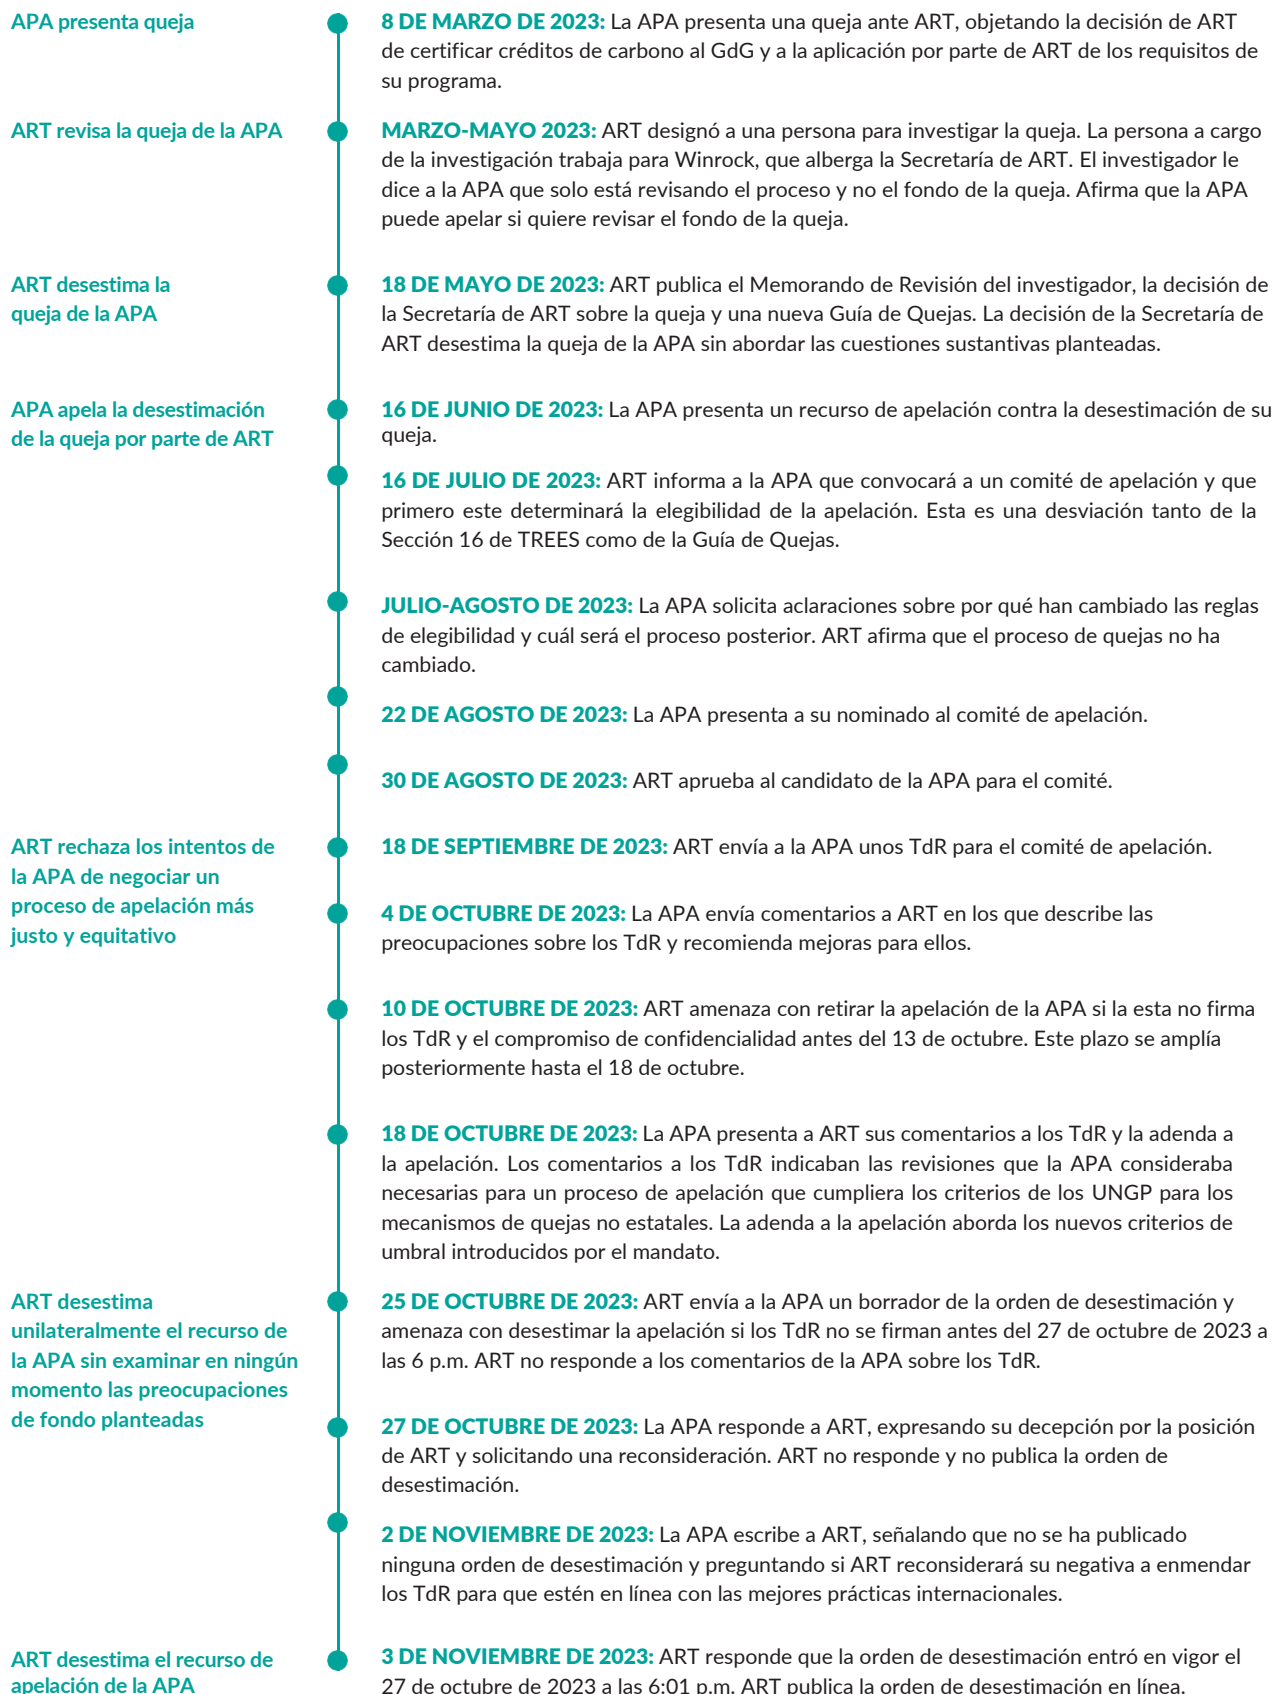 APA presenta queja
8 DE MARZO DE 2023: La APA presenta una queja ante ART, objetando la decisión de ART
de certificar créditos de carbono al GdG y a la aplicación por parte de ART de los requisitos de
su programa.
ART revisa la queja de la APA
MARZO-MAYO 2023: ART designó a una persona para investigar la queja. La persona a cargo
de la investigación trabaja para Winrock, que alberga la Secretaría de ART. El investigador le
dice a la APA que solo está revisando el proceso y no el fondo de la queja. Afirma que la APA
puede apelar si quiere revisar el fondo de la queja.
ART desestima la
queja de la APA
18 DE MAYO DE 2023: ART publica el Memorando de Revisión del investigador, la decisión de
la Secretaría de ART sobre la queja y una nueva Guía de Quejas. La decisión de la Secretaría de
ART desestima la queja de la APA sin abordar las cuestiones sustantivas planteadas.
APA apela la desestimación
de la queja por parte de ART
16 DE JUNIO DE 2023: La APA presenta un recurso de apelación contra la desestimación de su
queja.
16 DE JULIO DE 2023: ART informa a la APA que convocará a un comité de apelación y que
primero este determinará la elegibilidad de la apelación. Esta es una desviación tanto de la
Sección 16 de TREES como de la Guía de Quejas.
JULIO-AGOSTO DE 2023: La APA solicita aclaraciones sobre por qué han cambiado las reglas
de elegibilidad y cuál será el proceso posterior. ART afirma que el proceso de quejas no ha
cambiado.
22 DE AGOSTO DE 2023: La APA presenta a su nominado al comité de apelación.
30 DE AGOSTO DE 2023: ART aprueba al candidato de la APA para el comité.
ART rechaza los intentos de
la APA de negociar un
proceso de apelación más
justo y equitativo
18 DE SEPTIEMBRE DE 2023: ART envía a la APA unos TdR para el comité de apelación.
4 DE OCTUBRE DE 2023: La APA envía comentarios a ART en los que describe las
preocupaciones sobre los TdR y recomienda mejoras para ellos.
10 DE OCTUBRE DE 2023: ART amenaza con retirar la apelación de la APA si la esta no firma
los TdR y el compromiso de confidencialidad antes del 13 de octubre. Este plazo se amplía
posteriormente hasta el 18 de octubre.
18 DE OCTUBRE DE 2023: La APA presenta a ART sus comentarios a los TdR y la adenda a
la apelación. Los comentarios a los TdR indicaban las revisiones que la APA consideraba
necesarias para un proceso de apelación que cumpliera los criterios de los UNGP para los
mecanismos de quejas no estatales. La adenda a la apelación aborda los nuevos criterios de
umbral introducidos por el mandato.
ART desestima
unilateralmente el recurso de
la APA sin examinar en ningún
momento las preocupaciones
de fondo planteadas
25 DE OCTUBRE DE 2023: ART envía a la APA un borrador de la orden de desestimación y
amenaza con desestimar la apelación si los TdR no se firman antes del 27 de octubre de 2023 a
las 6 p.m. ART no responde a los comentarios de la APA sobre los TdR.
27 DE OCTUBRE DE 2023: La APA responde a ART, expresando su decepción por la posición
de ART y solicitando una reconsideración. ART no responde y no publica la orden de
desestimación.
2 DE NOVIEMBRE DE 2023: La APA escribe a ART, señalando que no se ha publicado
ninguna orden de desestimación y preguntando si ART reconsiderará su negativa a enmendar
los TdR para que estén en línea con las mejores prácticas internacionales.
ART desestima el recurso de
apelación de la APA
3 DE NOVIEMBRE DE 2023: ART responde que la orden de desestimación entró en vigor el
27 de octubre de 2023 a las 6:01 p.m. ART publica la orden de desestimación en línea.